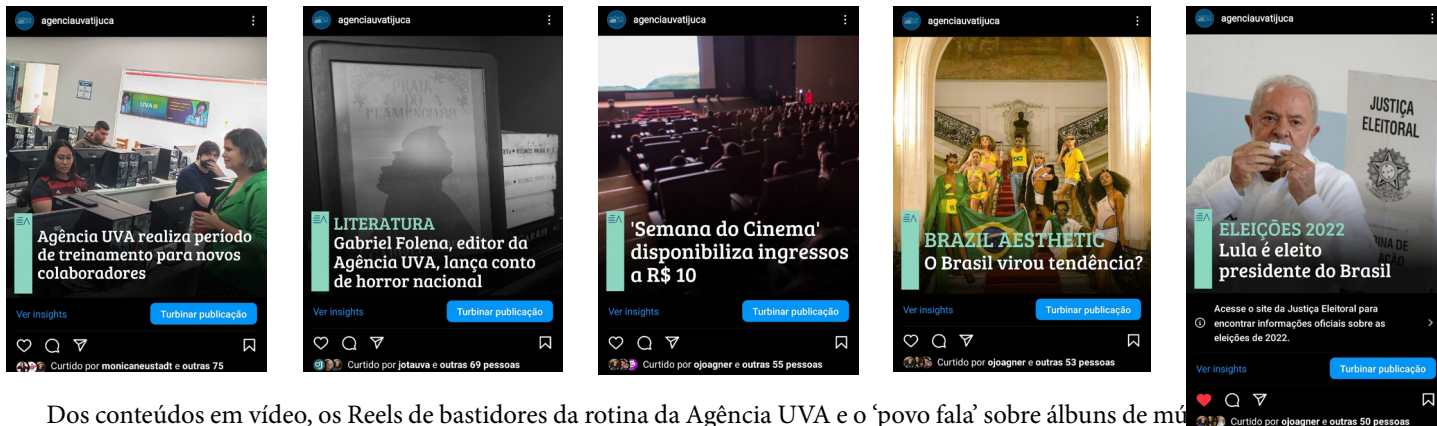 agenciauvatijuca
UVA
Agência UVA realiza período
de treinamento para novos
colaboradores
Ver insights
Turbinar publicação
Curtido por monicaneustadt e outras 75
agenciauvatijuca
PRAIA
DO
FLAMENGO
LITERATURA
Gabriel Folena, editor da
Agência UVA, lança conto
de horror nacional
Ver insights
Turbinar publicação
Curtido por jotauva e outras 69 pessoas
agenciauvatijuca
'Semana do Cinema'
disponibiliza ingressos
a R$ 10
Ver insights
Turbinar publicação
Curtido por ojoagner e outras 55 pessoas
agenciauvatijuca
BRAZIL AESTHETIC
O Brasil virou tendência?
Ver insights
Turbinar publicação
Curtido por ojoagner e outras 53 pessoas
agenciauvatijuca
JUSTIÇA
ELEITORAL
ELEIÇÕES 2022
Lula é eleito
presidente do Brasil
Acesse o site da Justiça Eleitoral para
encontrar informações oficiais sobre as
eleições de 2022.
Ver insights
Turbinar publicação
Curtido por ojoagner e outras 50 pessoas
Dos conteúdos em vídeo, os Reels de bastidores da rotina da Agência UVA e o ‘povo fala’ sobre álbuns de mú